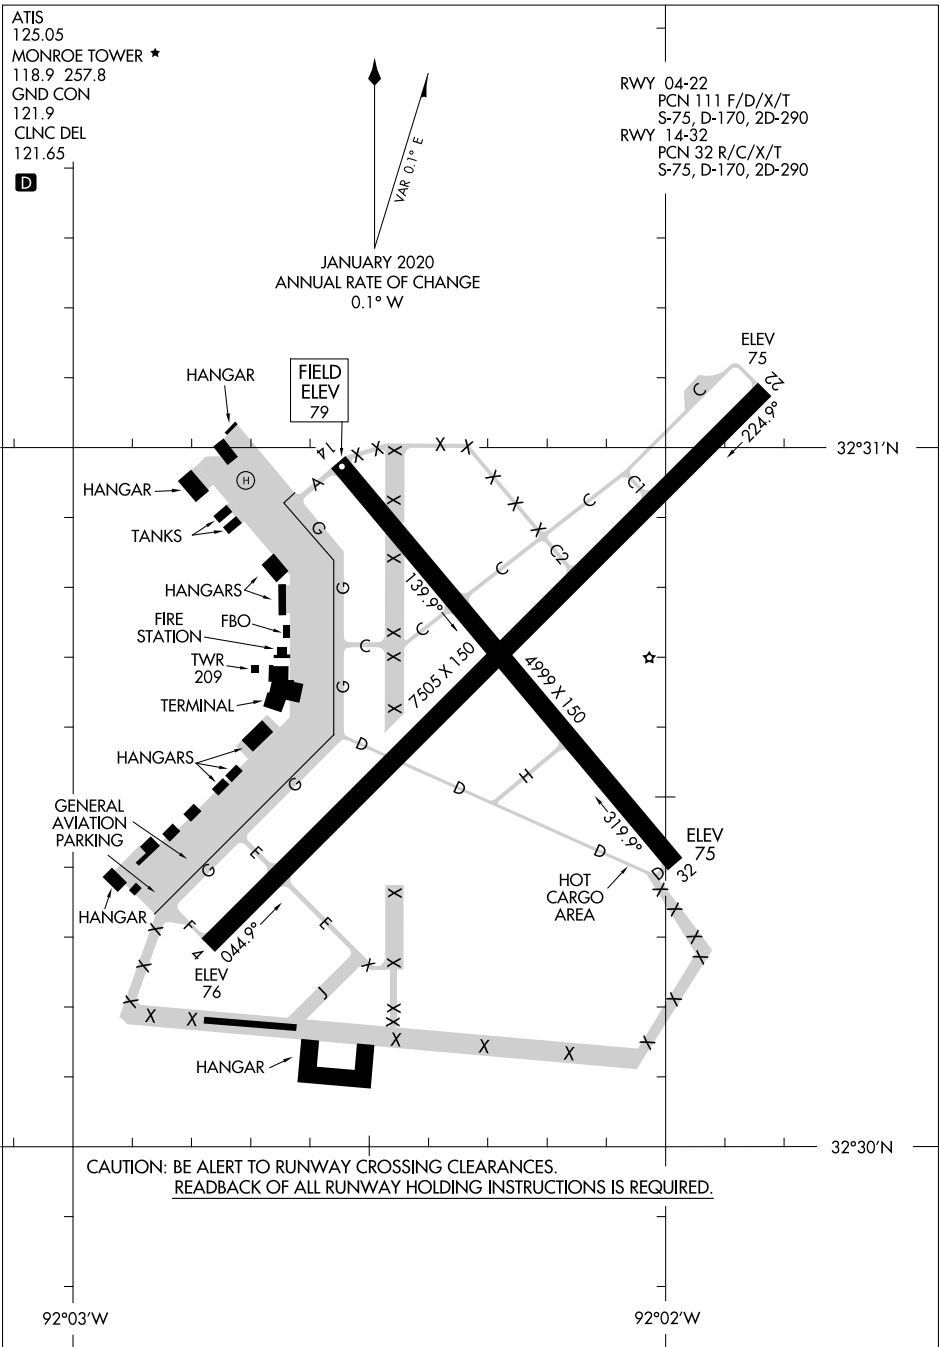 ATIS
125.05
MONROE TOWER ★
118.9 257.8
GND CON
121.9
CLNC DEL
121.65
D
VAR 0.1° E
JANUARY 2020
ANNUAL RATE OF CHANGE
0.1° W
RWY 04-22
PCN 111 F/D/X/T
S-75, D-170, 2D-290
RWY 14-32
PCN 32 R/C/X/T
S-75, D-170, 2D-290
ELEV
75
22
224.9°
HANGAR
FIELD
ELEV
79
14
X X X X X
32°31'N
HANGAR
H
A
G
C
C1
C
X
X
X
X
TANKS
X
C2
C
HANGARS
G
139.9°
FIRE
STATION
FBO
X
C
C
X
TWR
209
G
7505 X 150
4999 X 150
TERMINAL
X
D
HANGARS
G
D
H
GENERAL
AVIATION
PARKING
319.9°
ELEV
75
32
G
E
D
D
HOT
CARGO
AREA
HANGAR
F
X
E
X
X
X
4
044.9°
ELEV
76
X
X
X
X
X
X
J
X
X
X
X
X
X
X
X
X
X
HANGAR
32°30'N
CAUTION: BE ALERT TO RUNWAY CROSSING CLEARANCES.
READBACK OF ALL RUNWAY HOLDING INSTRUCTIONS IS REQUIRED.
92°03'W
92°02'W